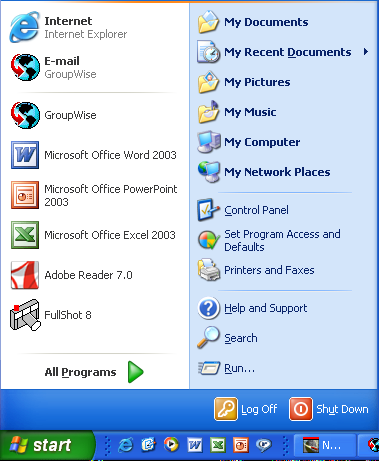 Internet
Internet Explorer
E-mail
GroupWise
GroupWise
Microsoft Office Word 2003
Microsoft Office PowerPoint
2003
Microsoft Office Excel 2003
Adobe Reader 7.0
FullShot 8
All Programs
My Documents
My Recent Documents
My Pictures
My Music
My Computer
My Network Places
Control Panel
Set Program Access and
Defaults
Printers and Faxes
Help and Support
Search
Run...
Log Off
Shut Down
start
N...